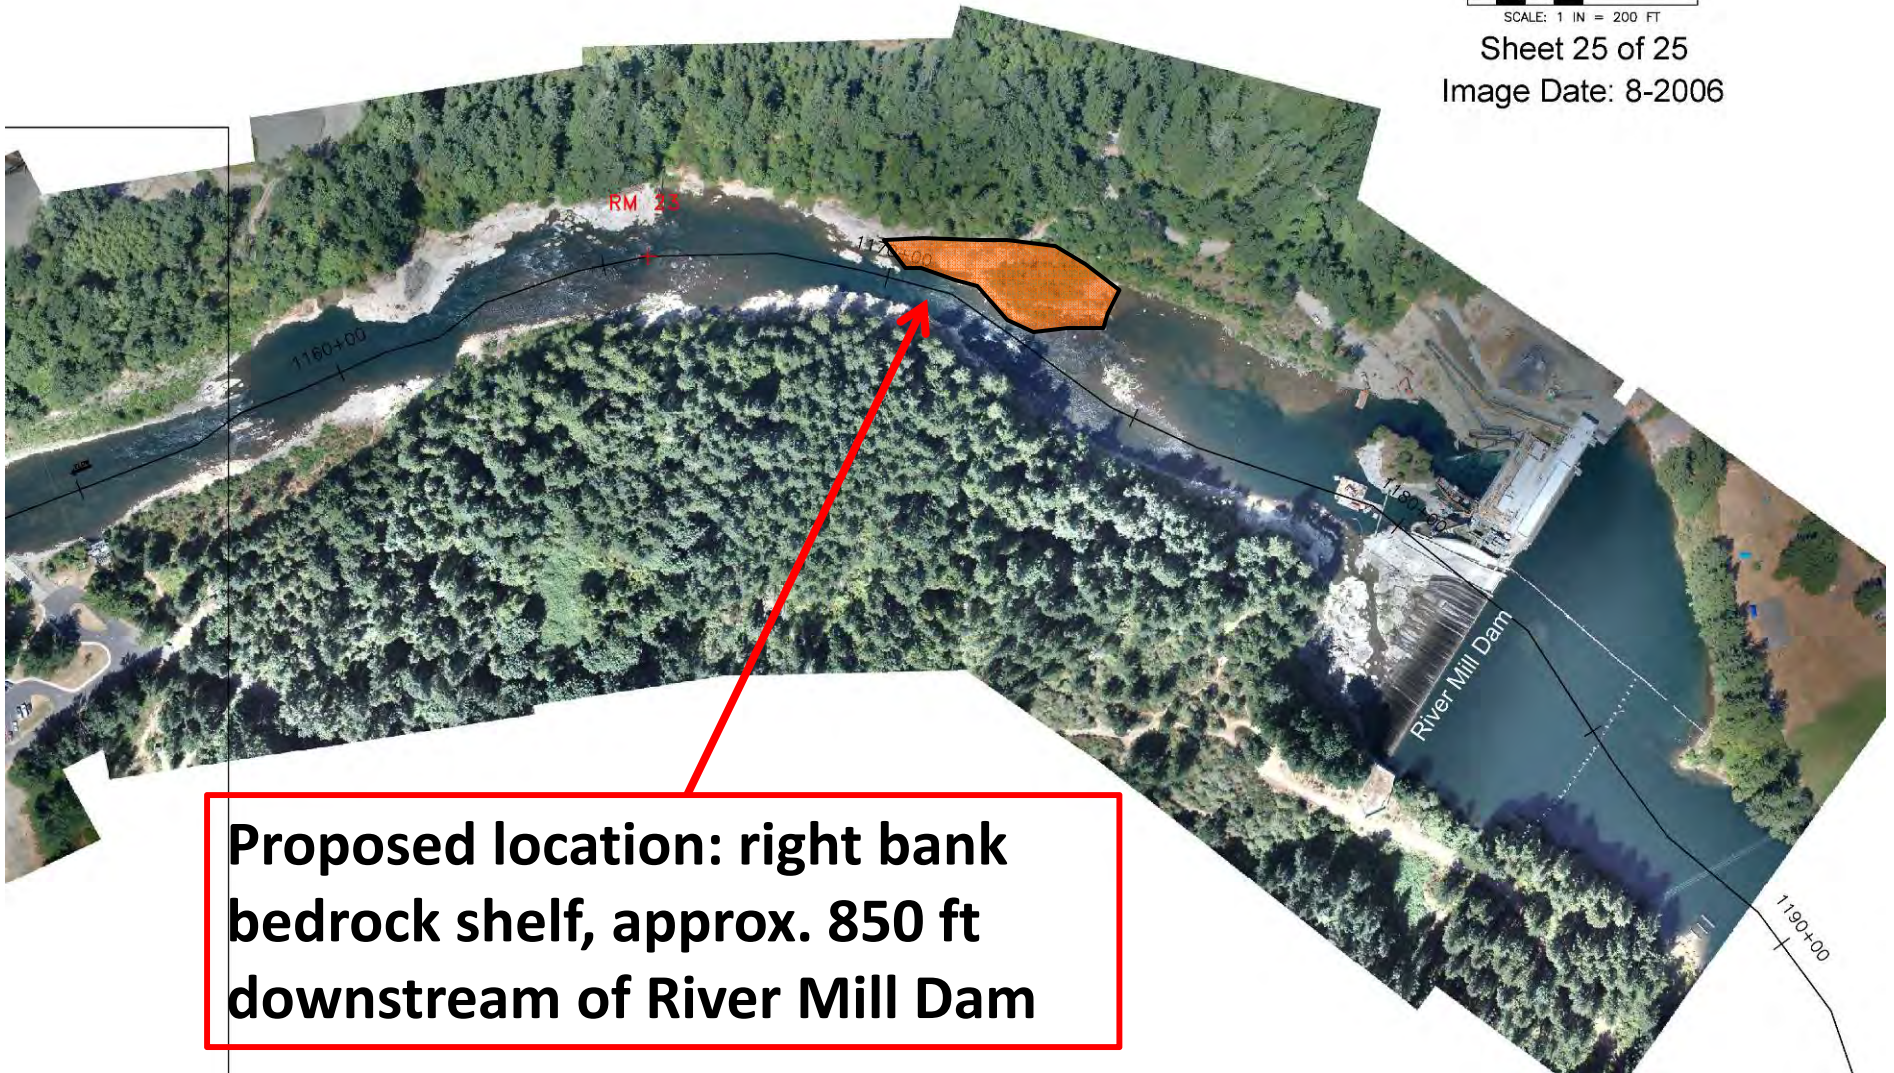 SCALE: 1 IN = 200 FT
Sheet 25 of 25
Image Date: 8-2006
RM 23
1170+00
1160+00
1180+00
River Mill Dam
1190+00
Proposed location: right bank
bedrock shelf, approx. 850 ft
downstream of River Mill Dam